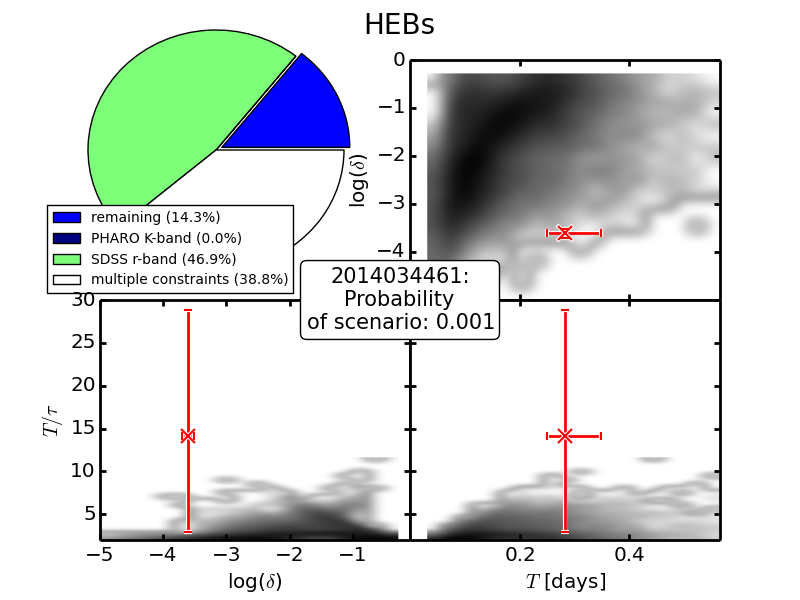 HEBs
0
−1
−2
−3
−4
log(δ)
remaining (14.3%)
PHARO K-band (0.0%)
SDSS r-band (46.9%)
multiple constraints (38.8%)
2014034461:
Probability
of scenario: 0.001
30
25
20
15
10
5
T/τ
−5 −4 −3 −2 −1
log(δ)
0.2 0.4
T [days]